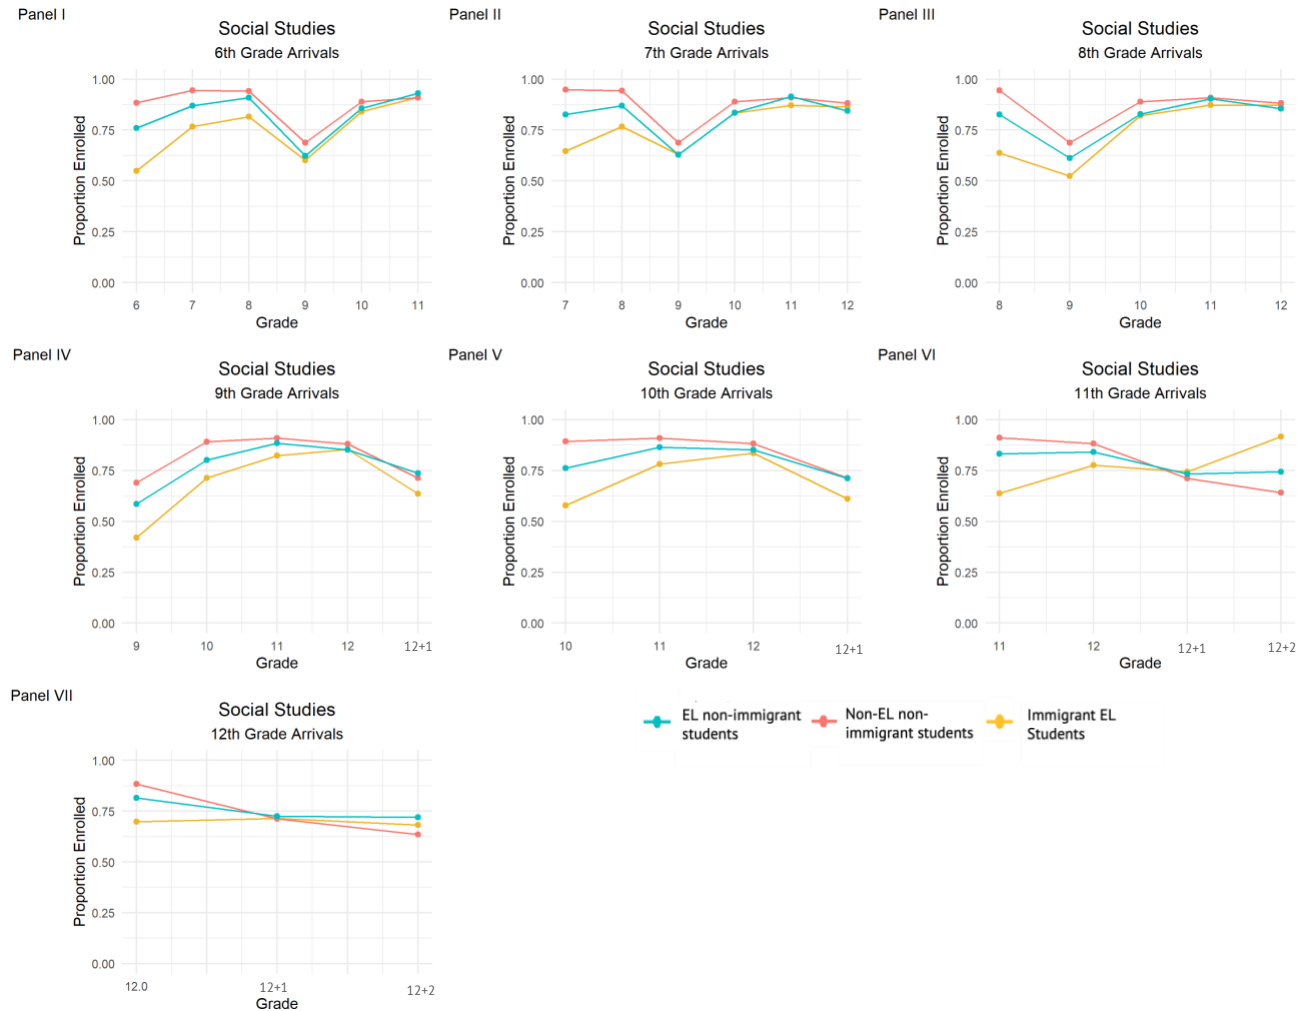 Panel I
Social Studies
6th Grade Arrivals
Proportion Enrolled
1.00
0.75
0.50
0.25
0.00
6 7 8 9 10 11
Grade
Panel II
Social Studies
7th Grade Arrivals
Proportion Enrolled
1.00
0.75
0.50
0.25
0.00
7 8 9 10 11 12
Grade
Panel III
Social Studies
8th Grade Arrivals
Proportion Enrolled
1.00
0.75
0.50
0.25
0.00
8 9 10 11 12
Grade
Panel IV
Social Studies
9th Grade Arrivals
Proportion Enrolled
1.00
0.75
0.50
0.25
0.00
9 10 11 12 12+1
Grade
Panel V
Social Studies
10th Grade Arrivals
Proportion Enrolled
1.00
0.75
0.50
0.25
0.00
10 11 12 12+1
Grade
Panel VI
Social Studies
11th Grade Arrivals
Proportion Enrolled
1.00
0.75
0.50
0.25
0.00
11 12 12+1 12+2
Grade
Panel VII
Social Studies
12th Grade Arrivals
Proportion Enrolled
1.00
0.75
0.50
0.25
0.00
12.0 12+1 12+2
Grade
EL non-immigrant
students
Non-EL non-
immigrant students
Immigrant EL
Students